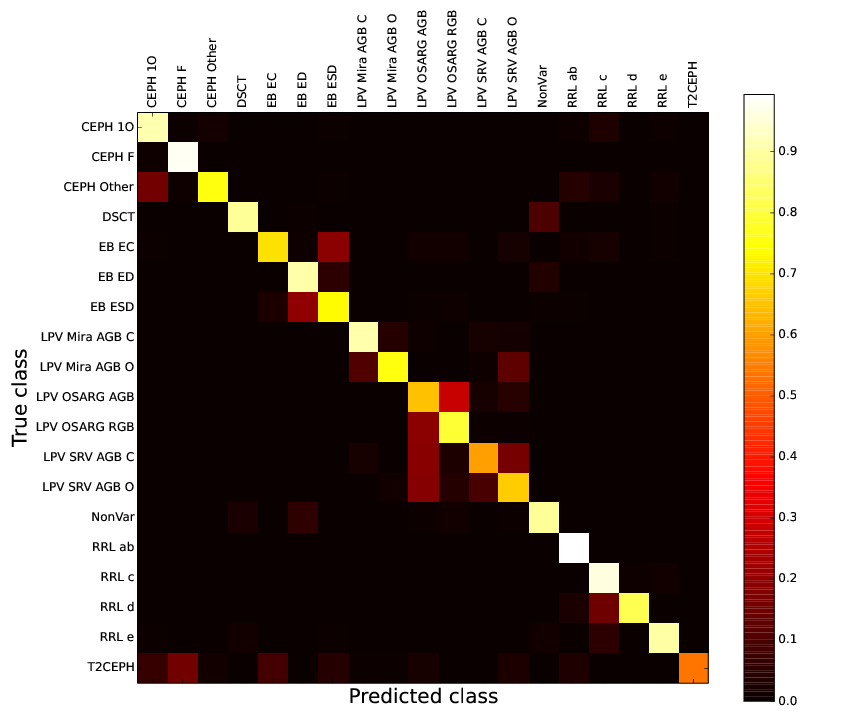 CEPH 1O
CEPH F
CEPH Other
DSCT
EB EC
EB ED
EB ESD
LPV Mira AGB C
LPV Mira AGB O
LPV OSARG AGB
LPV OSARG RGB
LPV SRV AGB C
LPV SRV AGB O
NonVar
RRL ab
RRL c
RRL d
RRL e
T2CEPH
CEPH 1O
CEPH F
CEPH Other
DSCT
EB EC
EB ED
EB ESD
LPV Mira AGB C
LPV Mira AGB O
LPV OSARG AGB
LPV OSARG RGB
LPV SRV AGB C
LPV SRV AGB O
NonVar
RRL ab
RRL c
RRL d
RRL e
T2CEPH
True class
Predicted class
0.9
0.8
0.7
0.6
0.5
0.4
0.3
0.2
0.1
0.0